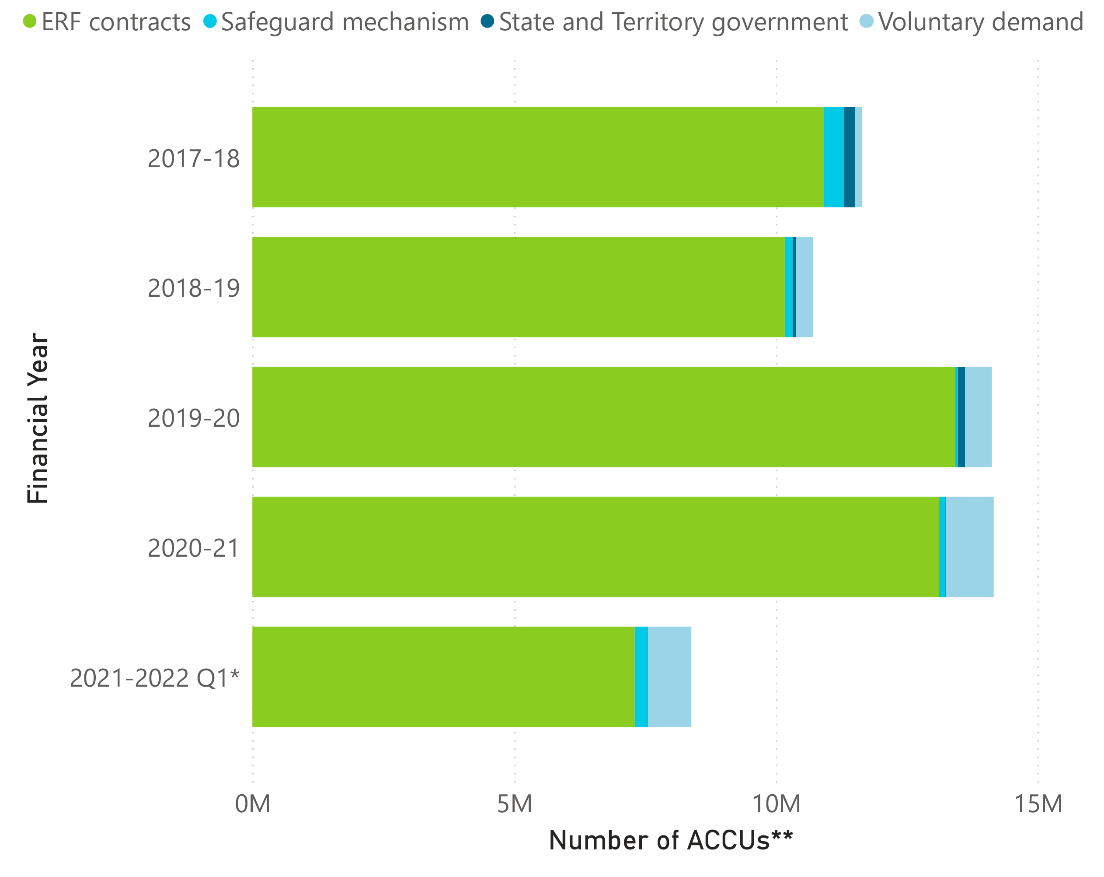 ERF contracts Safeguard mechanism State and Territory government Voluntary demand
Financial Year
2017-18
2018-19
2019-20
2020-21
2021-2022 Q1*
0M 5M 10M 15M
Number of ACCUs**